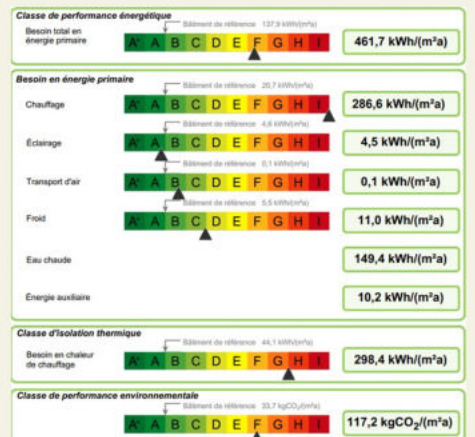 Classe de performance énergétique
Besoin total en énergie primaire
Bâtiment de référence 137,9 kWh/(m²a)
A⁺ A B C D E F G H I
461,7 kWh/(m²a)
Besoin en énergie primaire
Bâtiment de référence 20,7 kWh/(m²a)
Chauffage
A⁺ A B C D E F G H I
286,6 kWh/(m²a)
Bâtiment de référence 4,6 kWh/(m²a)
Éclairage
A⁺ A B C D E F G H I
4,5 kWh/(m²a)
Bâtiment de référence 0,1 kWh/(m²a)
Transport d'air
A⁺ A B C D E F G H I
0,1 kWh/(m²a)
Bâtiment de référence 5,5 kWh/(m²a)
Froid
A⁺ A B C D E F G H I
11,0 kWh/(m²a)
Eau chaude
149,4 kWh/(m²a)
Énergie auxiliaire
10,2 kWh/(m²a)
Classe d'isolation thermique
Bâtiment de référence 44,1 kWh/(m²a)
Besoin en chaleur de chauffage
A⁺ A B C D E F G H I
298,4 kWh/(m²a)
Classe de performance environnementale
Bâtiment de référence 33,7 kgCO₂/(m²a)
A⁺ A B C D E F G H I
117,2 kgCO₂/(m²a)